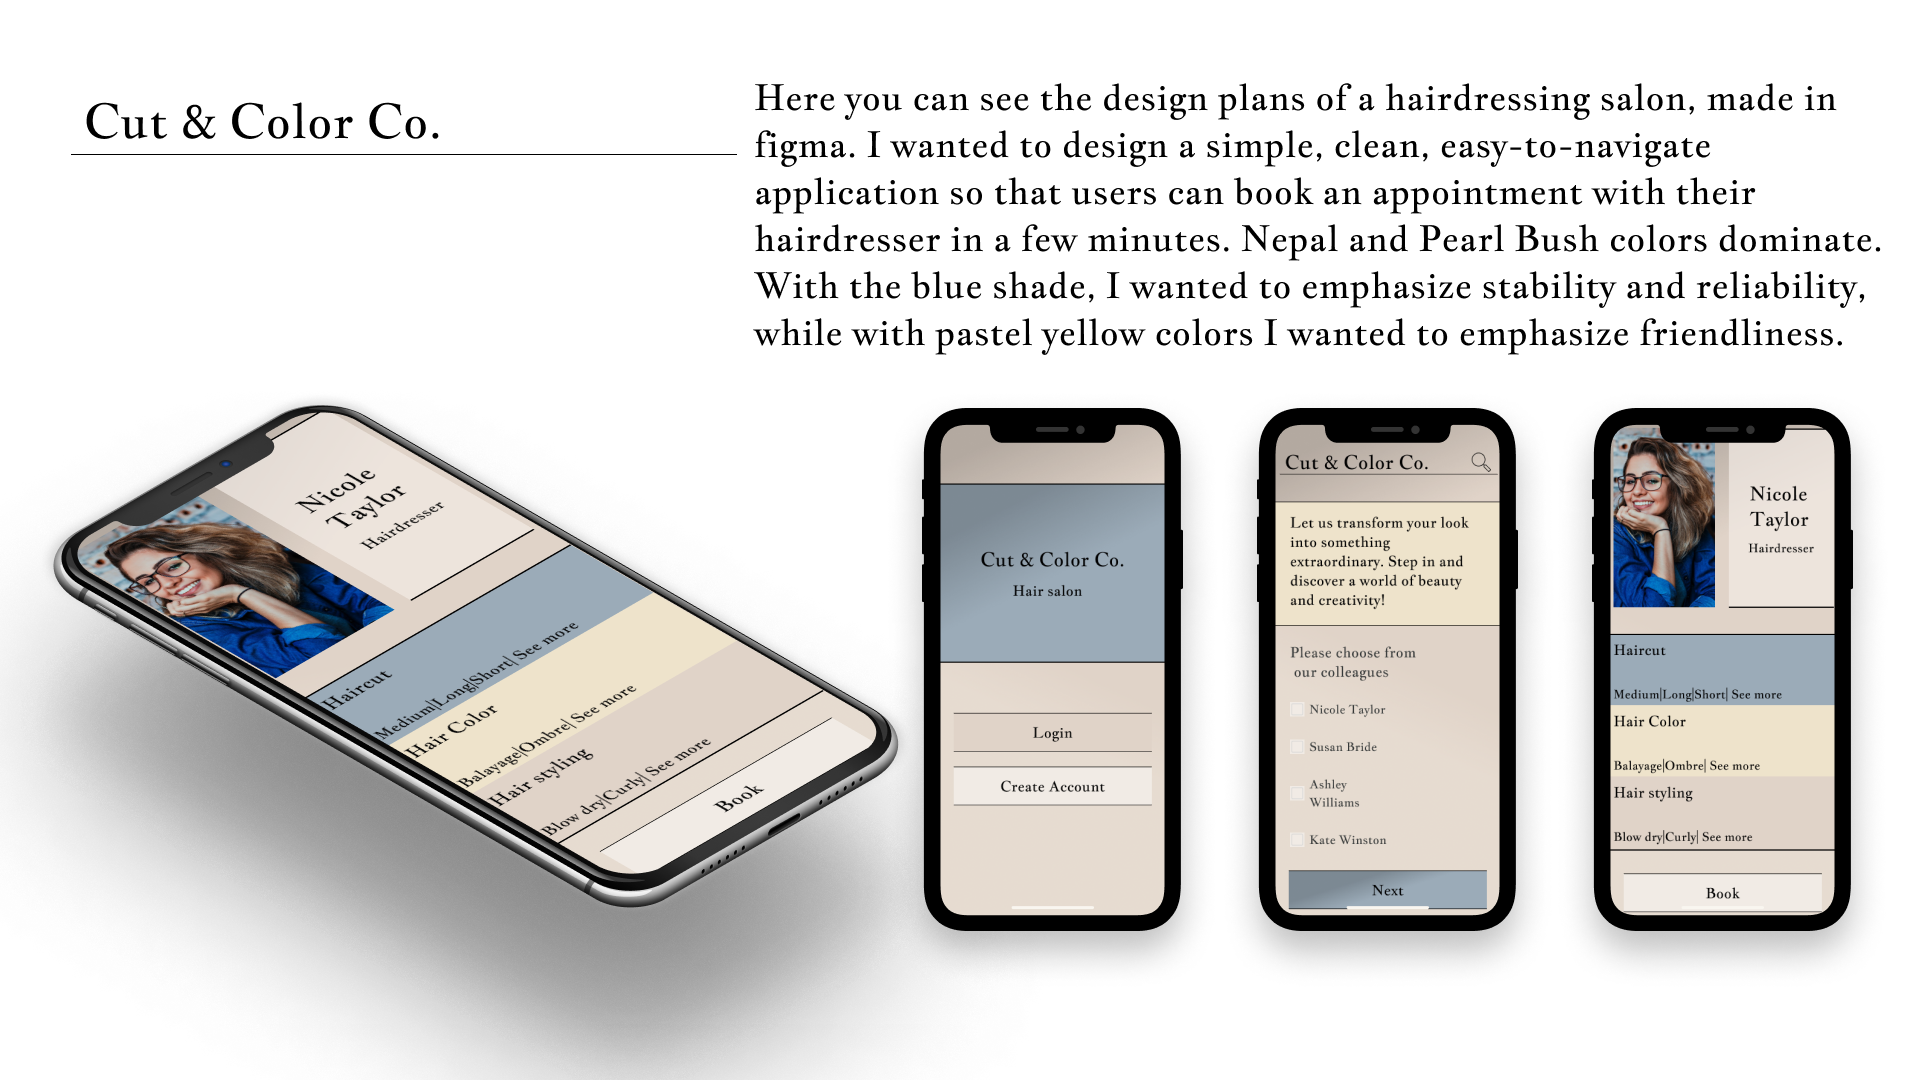 Cut & Color Co.
Here you can see the design plans of a hairdressing salon, made in
figma. I wanted to design a simple, clean, easy-to-navigate
application so that users can book an appointment with their
hairdresser in a few minutes. Nepal and Pearl Bush colors dominate.
With the blue shade, I wanted to emphasize stability and reliability,
while with pastel yellow colors I wanted to emphasize friendliness.
Nicole
Taylor
Hairdresser
Haircut
Medium|Long|Short| See more
Hair Color
Balayage|Ombre| See more
Hair styling
Blow dry|Curly| See more
Book
Cut & Color Co.
Hair salon
Login
Create Account
Cut & Color Co.
Let us transform your look
into something
extraordinary. Step in and
discover a world of beauty
and creativity!
Please choose from
our colleagues
Nicole Taylor
Susan Bride
Ashley
Williams
Kate Winston
Next
Nicole
Taylor
Hairdresser
Haircut
Medium|Long|Short| See more
Hair Color
Balayage|Ombre| See more
Hair styling
Blow dry|Curly| See more
Book